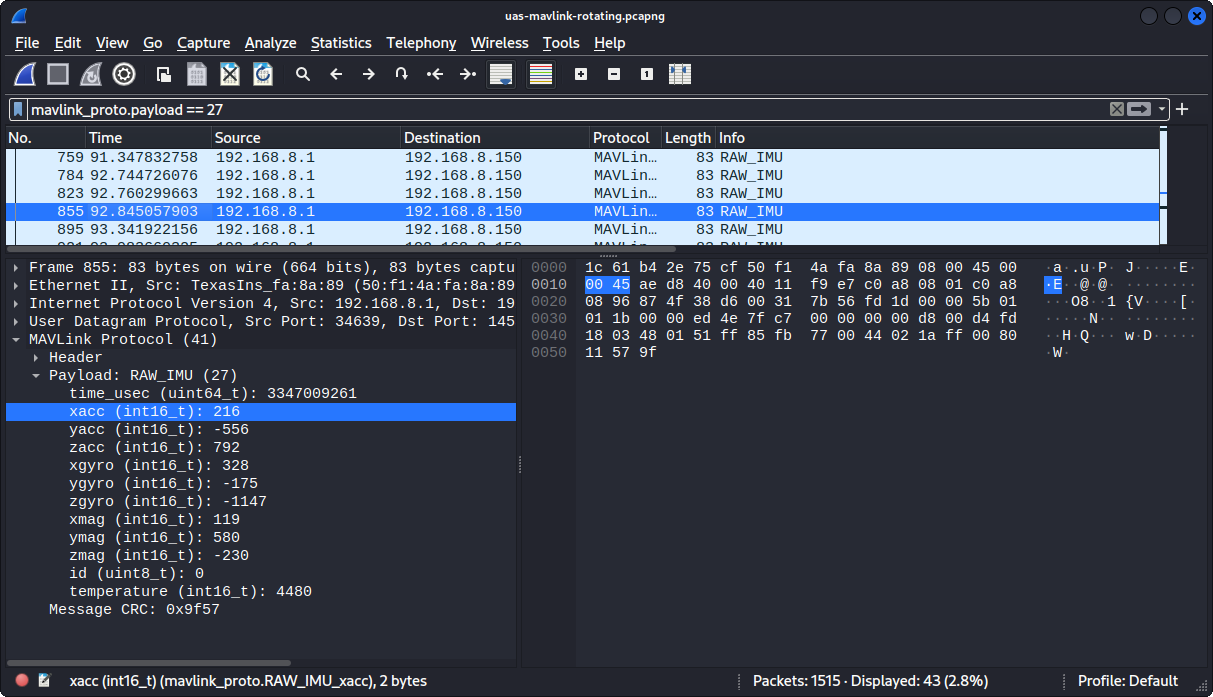 uas-mavlink-rotating.pcapng
File Edit View Go Capture Analyze Statistics Telephony Wireless Tools Help
mavlink_proto.payload == 27
No. Time Source Destination Protocol Length Info
759 91.347832758 192.168.8.1 192.168.8.150 MAVLin… 83 RAW_IMU
784 92.744726076 192.168.8.1 192.168.8.150 MAVLin… 83 RAW_IMU
823 92.760299663 192.168.8.1 192.168.8.150 MAVLin… 83 RAW_IMU
855 92.845057903 192.168.8.1 192.168.8.150 MAVLin… 83 RAW_IMU
895 93.341922156 192.168.8.1 192.168.8.150 MAVLin… 83 RAW_IMU
Frame 855: 83 bytes on wire (664 bits), 83 bytes captu
Ethernet II, Src: TexasIns_fa:8a:89 (50:f1:4a:fa:8a:89
Internet Protocol Version 4, Src: 192.168.8.1, Dst: 19
User Datagram Protocol, Src Port: 34639, Dst Port: 145
MAVLink Protocol (41)
Header
Payload: RAW_IMU (27)
time_usec (uint64_t): 3347009261
xacc (int16_t): 216
yacc (int16_t): -556
zacc (int16_t): 792
xgyro (int16_t): 328
ygyro (int16_t): -175
zgyro (int16_t): -1147
xmag (int16_t): 119
ymag (int16_t): 580
zmag (int16_t): -230
id (uint8_t): 0
temperature (int16_t): 4480
Message CRC: 0x9f57
0000 1c 61 b4 2e 75 cf 50 f1 4a fa 8a 89 08 00 45 00 ·a·.u·P· J·····E·
0010 00 45 ae d8 40 00 40 11 f9 e7 c0 a8 08 01 c0 a8 ·E··@·@· ········
0020 08 96 87 4f 38 d6 00 31 7b 56 fd 1d 00 00 5b 01 ···O8··1 {V····[·
0030 01 1b 00 00 ed 4e 7f c7 00 00 00 00 d8 00 d4 fd ·····N·· ········
0040 18 03 48 01 51 ff 85 fb 77 00 44 02 1a ff 00 80 ··H·Q··· w·D·····
0050 11 57 9f ·W·
xacc (int16_t) (mavlink_proto.RAW_IMU_xacc), 2 bytes
Packets: 1515 · Displayed: 43 (2.8%)
Profile: Default